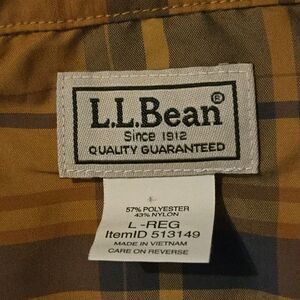 L.L.Bean®
Since 1912
QUALITY GUARANTEED
57% POLYESTER
43% NYLON
L -REG
ItemID 513149
MADE IN VIETNAM
CARE ON REVERSE